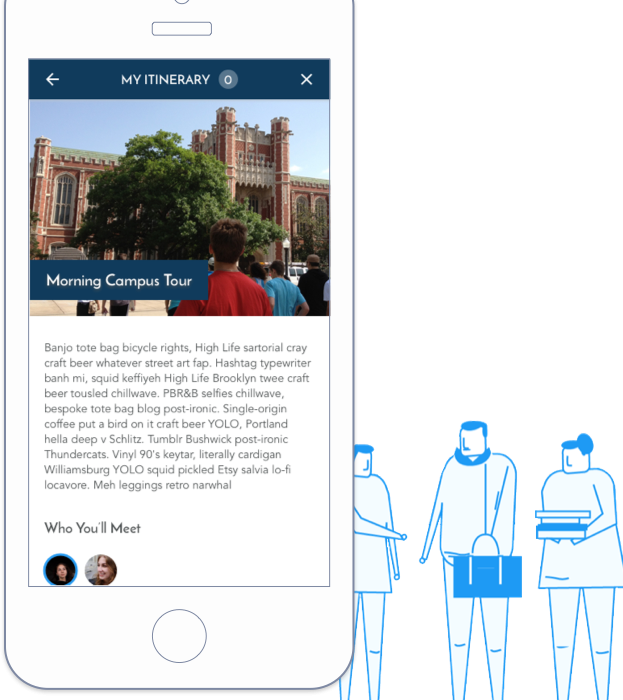 MY ITINERARY 0
Morning Campus Tour
Banjo tote bag bicycle rights, High Life sartorial cray
craft beer whatever street art fap. Hashtag typewriter
banh mi, squid keffiyeh High Life Brooklyn twee craft
beer tousled chillwave. PBR&B selfies chillwave,
bespoke tote bag blog post-ironic. Single-origin
coffee put a bird on it craft beer YOLO, Portland
hella deep v Schlitz. Tumblr Bushwick post-ironic
Thundercats. Vinyl 90's keytar, literally cardigan
Williamsburg YOLO squid pickled Etsy salvia lo-fi
locavore. Meh leggings retro narwhal
Who You'll Meet